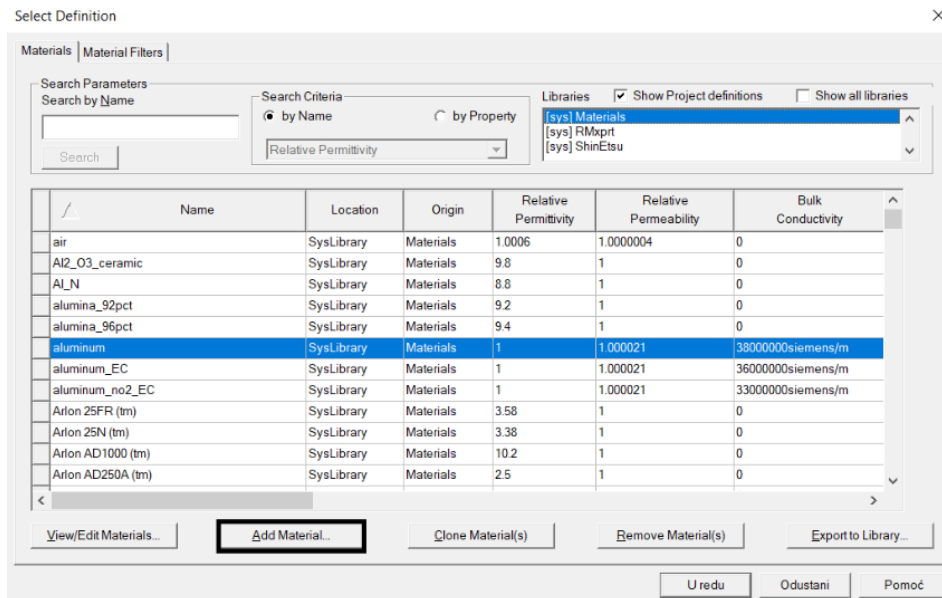 Select Definition
Materials Material Filters
Search Parameters
Search by Name
Search
Search Criteria
by Name by Property
Relative Permittivity
Libraries Show Project definitions Show all libraries
[sys] Materials
[sys] RMxprt
[sys] ShinEtsu
Name Location Origin Relative Permittivity Relative Permeability Bulk Conductivity
air SysLibrary Materials 1.0006 1.0000004 0
Al2_O3_ceramic SysLibrary Materials 9.8 1 0
Al_N SysLibrary Materials 8.8 1 0
alumina_92pct SysLibrary Materials 9.2 1 0
alumina_96pct SysLibrary Materials 9.4 1 0
aluminum SysLibrary Materials 1 1.000021 38000000siemens/m
aluminum_EC SysLibrary Materials 1 1.000021 36000000siemens/m
aluminum_no2_EC SysLibrary Materials 1 1.000021 33000000siemens/m
Arlon 25FR (tm) SysLibrary Materials 3.58 1 0
Arlon 25N (tm) SysLibrary Materials 3.38 1 0
Arlon AD1000 (tm) SysLibrary Materials 10.2 1 0
Arlon AD250A (tm) SysLibrary Materials 2.5 1 0
View/Edit Materials... Add Material... Clone Material(s) Remove Material(s) Export to Library...
U redu Odustani Pomoć